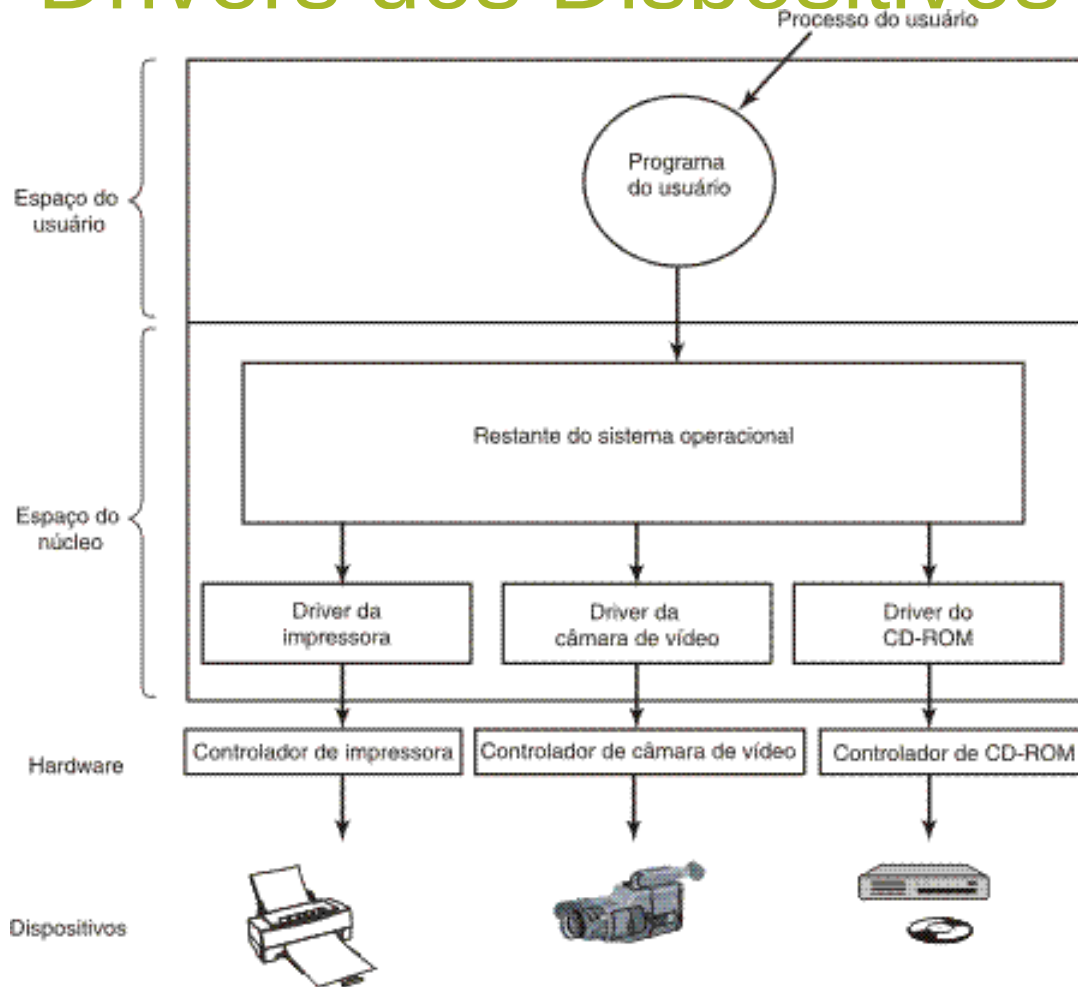 Drivers dos Dispositivos
Processo do usuário
Programa
do usuário
Espaço do
usuário
Restante do sistema operacional
Espaço do
núcleo
Driver da
impressora
Driver da
câmara de vídeo
Driver do
CD-ROM
Hardware
Controlador de impressora
Controlador de câmara de vídeo
Controlador de CD-ROM
Dispositivos